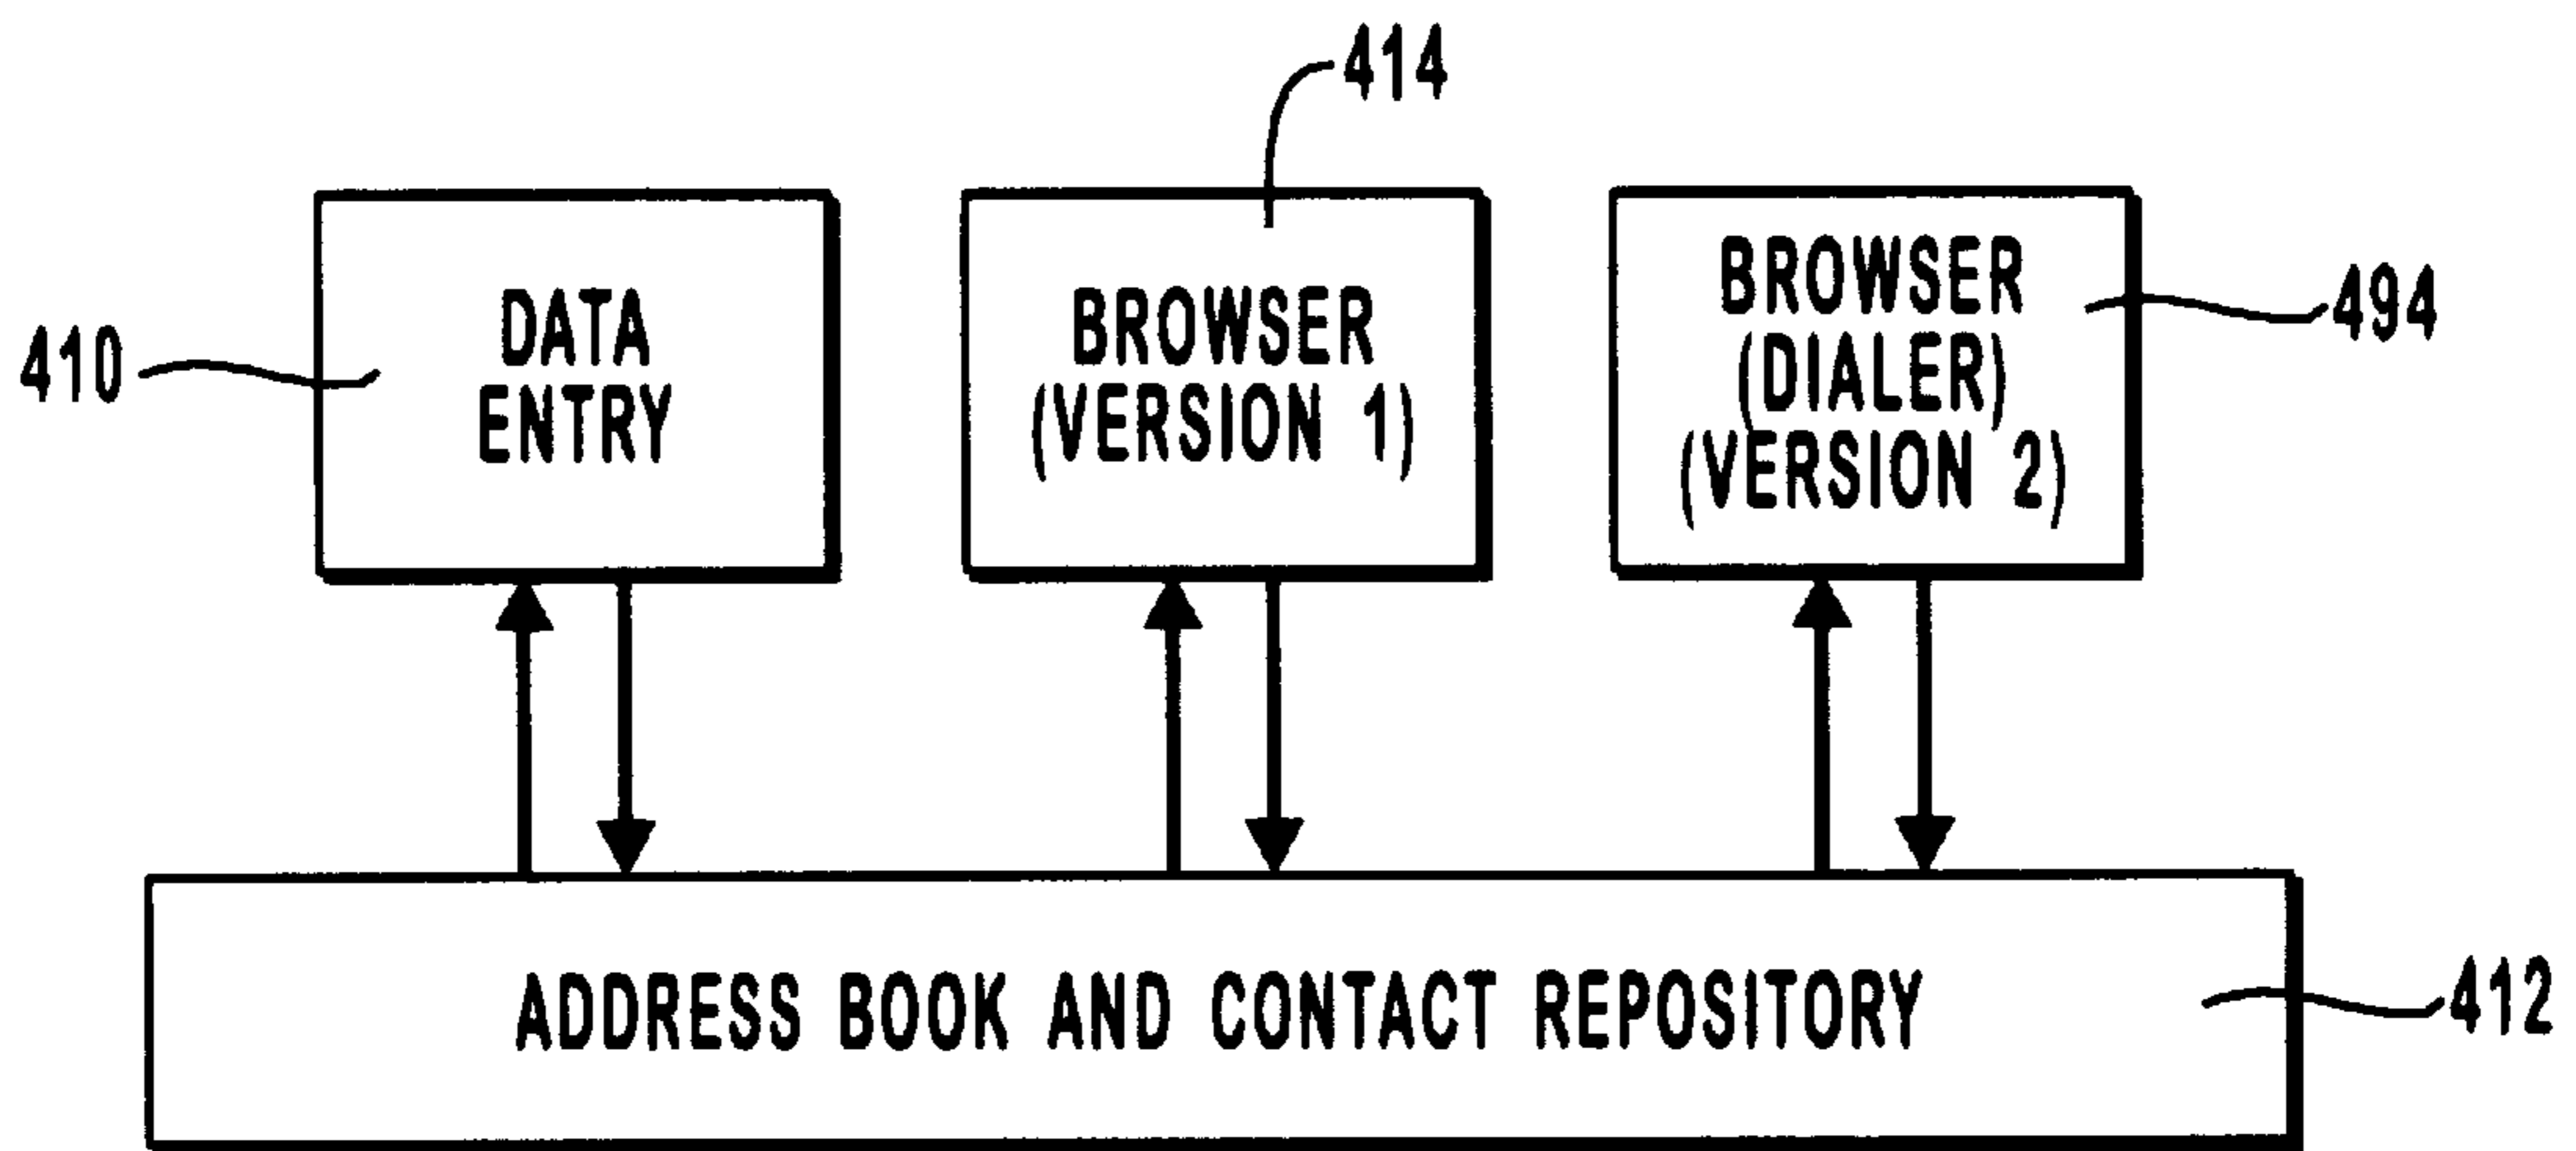 414
DATA
ENTRY
410
BROWSER
(VERSION 1)
BROWSER
(DIALER)
(VERSION 2)
494
ADDRESS BOOK AND CONTACT REPOSITORY
412